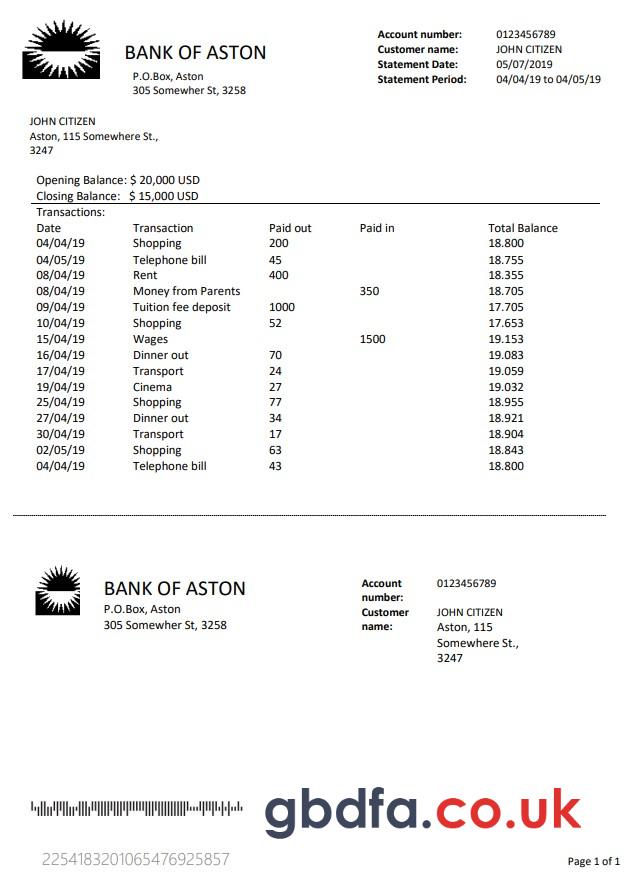 BANK OF ASTON
P.O.Box, Aston
305 Somewher St, 3258
Account number: 0123456789
Customer name: JOHN CITIZEN
Statement Date: 05/07/2019
Statement Period: 04/04/19 to 04/05/19
JOHN CITIZEN
Aston, 115 Somewhere St.,
3247
Opening Balance: $ 20,000 USD
Closing Balance: $ 15,000 USD
Transactions:
Date Transaction Paid out Paid in Total Balance
04/04/19 Shopping 200 18.800
04/05/19 Telephone bill 45 18.755
08/04/19 Rent 400 18.355
08/04/19 Money from Parents 350 18.705
09/04/19 Tuition fee deposit 1000 17.705
10/04/19 Shopping 52 17.653
15/04/19 Wages 1500 19.153
16/04/19 Dinner out 70 19.083
17/04/19 Transport 24 19.059
19/04/19 Cinema 27 19.032
25/04/19 Shopping 77 18.955
27/04/19 Dinner out 34 18.921
30/04/19 Transport 17 18.904
02/05/19 Shopping 63 18.843
04/04/19 Telephone bill 43 18.800
BANK OF ASTON
P.O.Box, Aston
305 Somewher St, 3258
Account 0123456789
number:
Customer JOHN CITIZEN
name: Aston, 115
Somewhere St.,
3247
gbdfa.co.uk
2254183201065476925857
Page 1 of 1